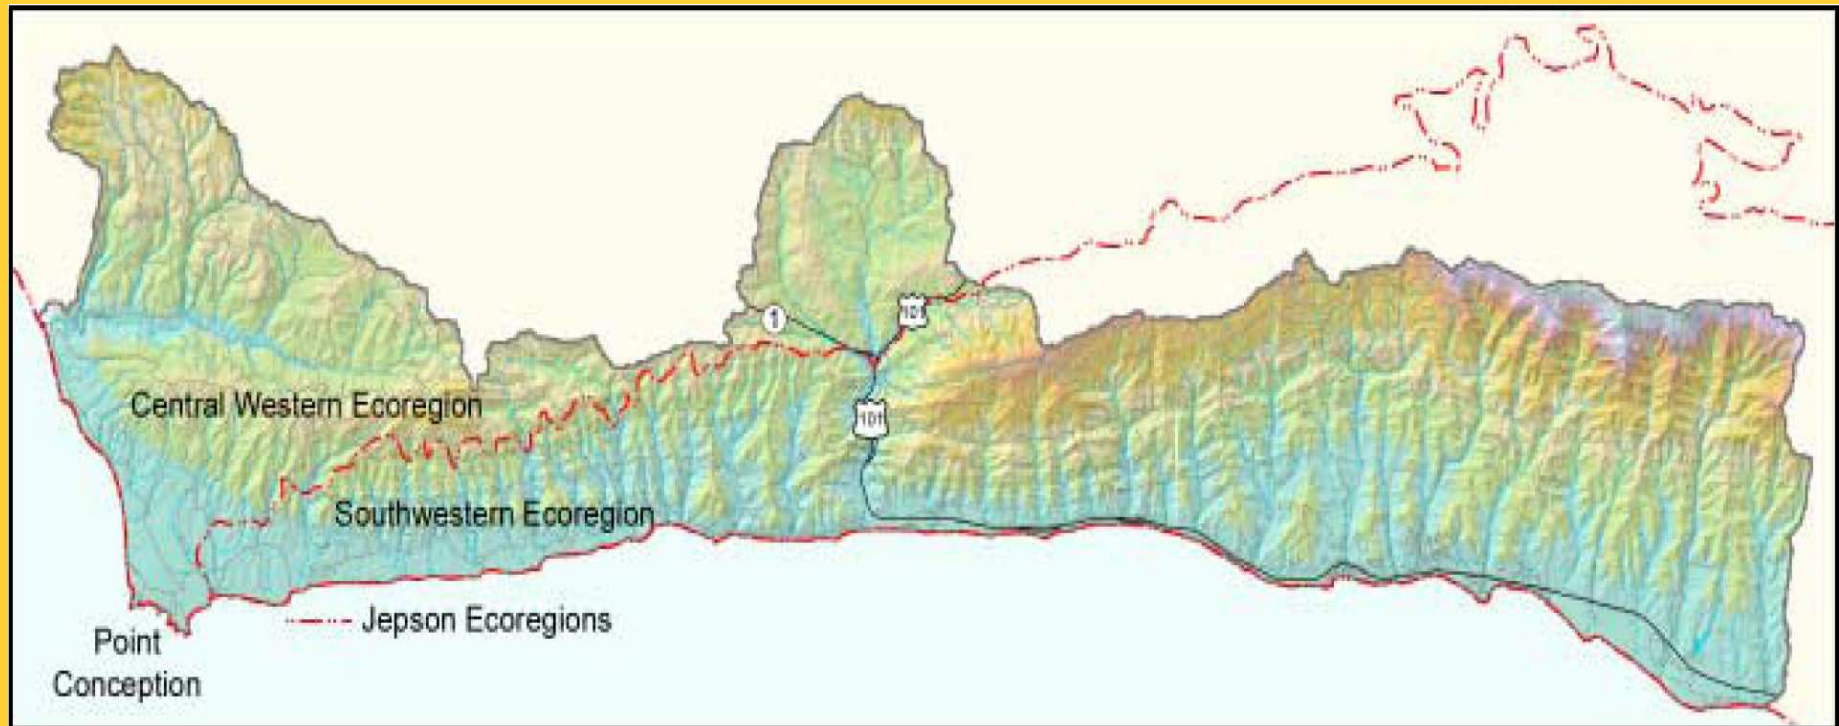 1
101
Central Western Ecoregion
101
Southwestern Ecoregion
Jepson Ecoregions
Point
Conception